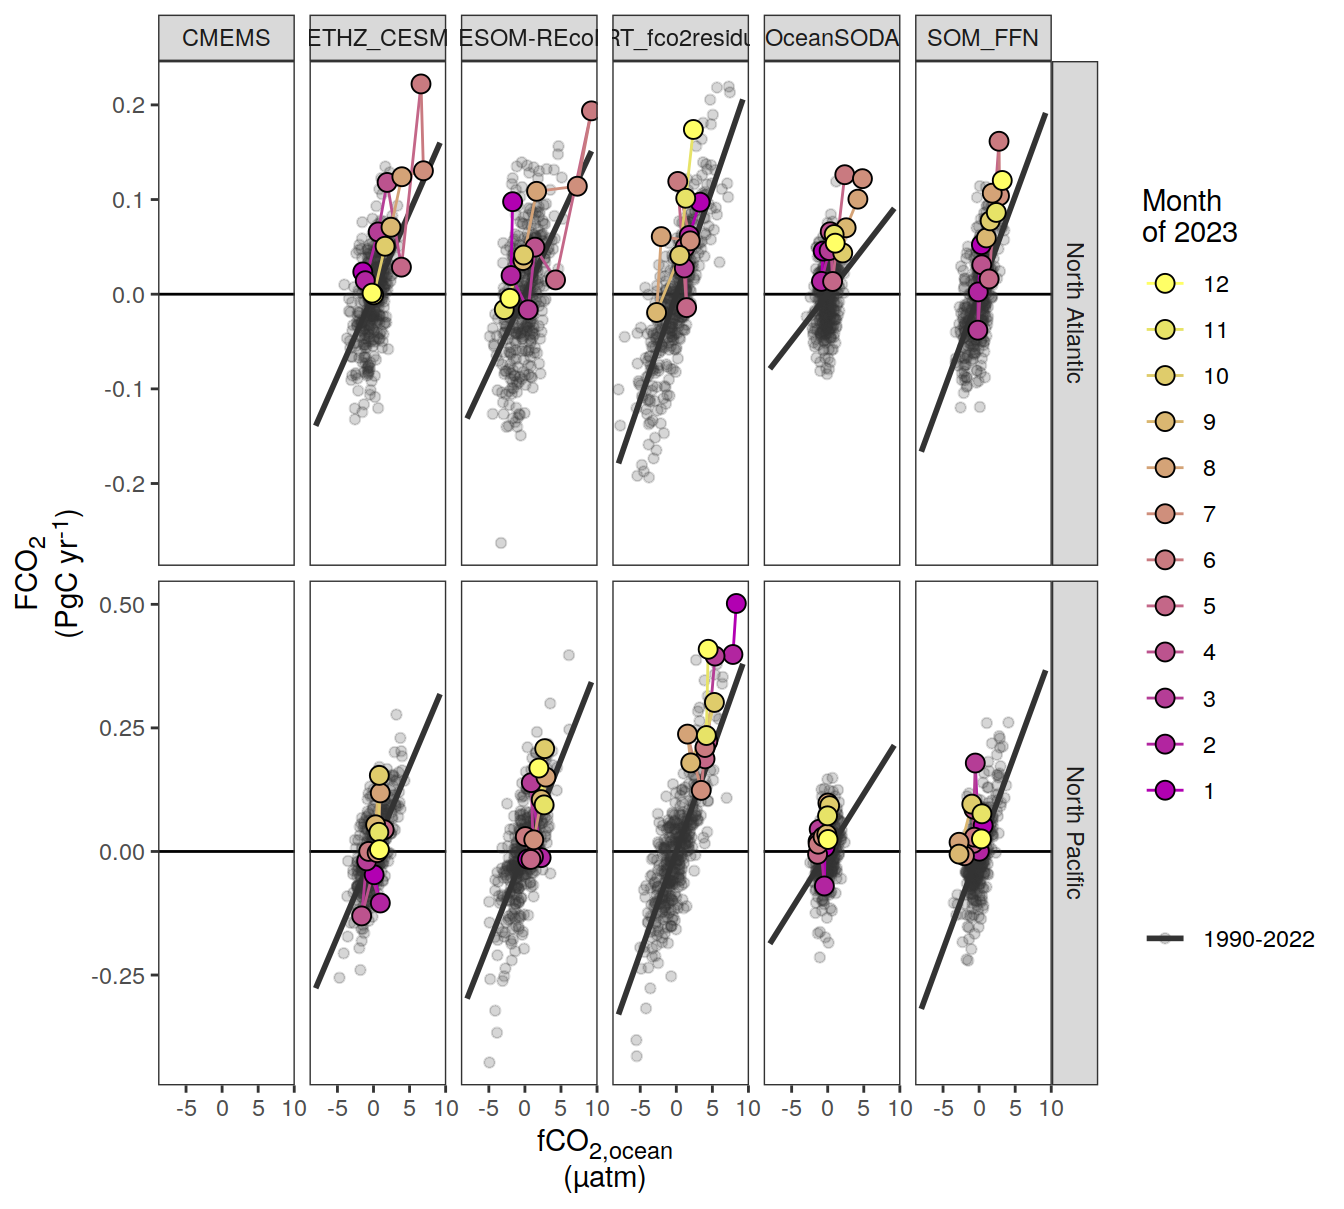 CMEMS ETHZ_CESM ESOM-REcoM RT_fco2residu OceanSODA SOM_FFN
0.2
0.1
0.0
-0.1
-0.2
North Atlantic
0.50
0.25
0.00
-0.25
North Pacific
FCO2
(PgC yr-1)
-5 0 5 10 -5 0 5 10 -5 0 5 10 -5 0 5 10 -5 0 5 10 -5 0 5 10
fCO2,ocean
(µatm)
Month
of 2023
12
11
10
9
8
7
6
5
4
3
2
1
1990-2022